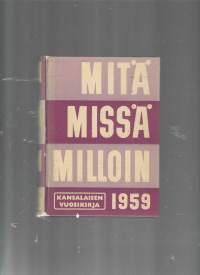 MITÄ
MISSÄ
MILLOIN
KANSALAISEN
VUOSIKIRJA
1959